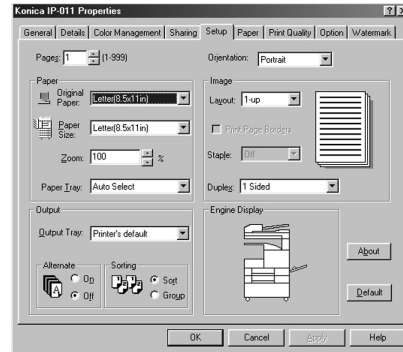 Konica IP-011 Properties
General Details Color Management Sharing Setup Paper Print Quality Option Watermark
Pages: 1 (1-999)
Orientation: Portrait
Paper
Original Paper: Letter(8.5x11in)
Paper Size: Letter(8.5x11in)
Zoom: 100 %
Paper Tray: Auto Select
Image
Layout: 1-up
Print Page Borders
Staple: Off
Duplex: 1 Sided
Output
Output Tray: Printer's default
Alternate
On
Off
Sorting
Sort
Group
Engine Display
About
Default
OK Cancel Apply Help